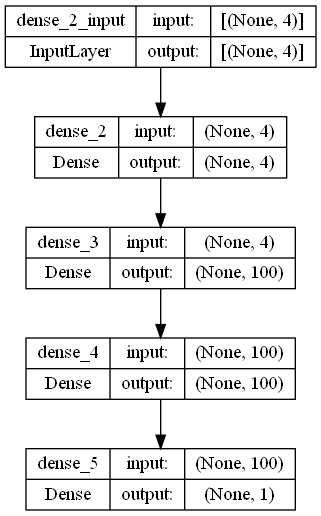 dense_2_input input: [(None, 4)]
InputLayer output: [(None, 4)]
dense_2 input: (None, 4)
Dense output: (None, 4)
dense_3 input: (None, 4)
Dense output: (None, 100)
dense_4 input: (None, 100)
Dense output: (None, 100)
dense_5 input: (None, 100)
Dense output: (None, 1)